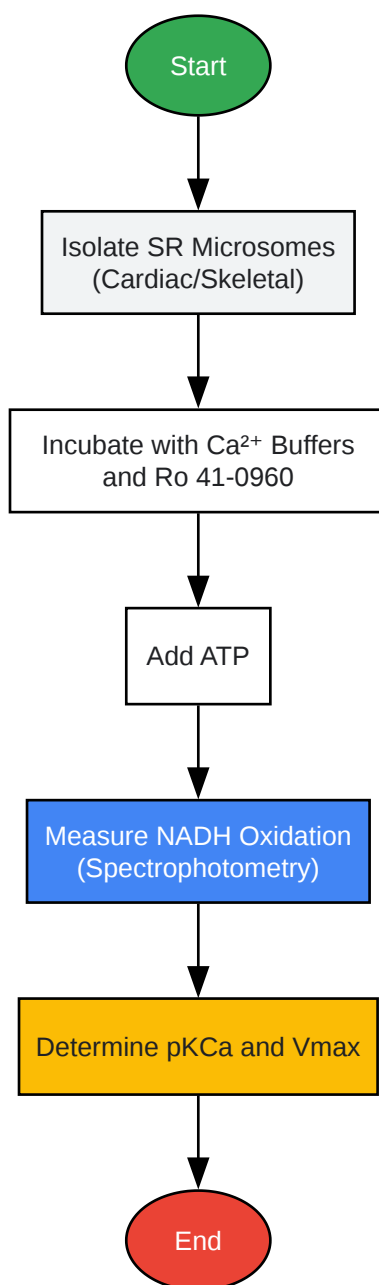 Start
Isolate SR Microsomes
(Cardiac/Skeletal)
Incubate with Ca²⁺ Buffers
and Ro 41-0960
Add ATP
Measure NADH Oxidation
(Spectrophotometry)
Determine pKCa and Vmax
End